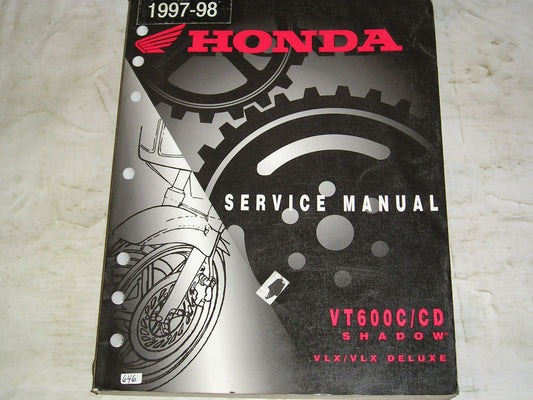 1997-98
HONDA
SERVICE MANUAL
VT600C/CD
SHADOW
VLX/VLX DELUXE
646